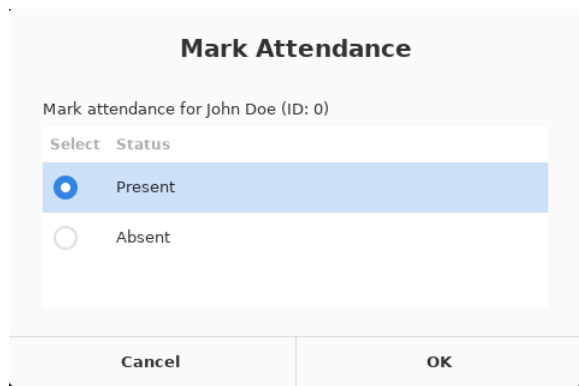 Mark Attendance
Mark attendance for John Doe (ID: 0)
Select Status
Present
Absent
Cancel OK